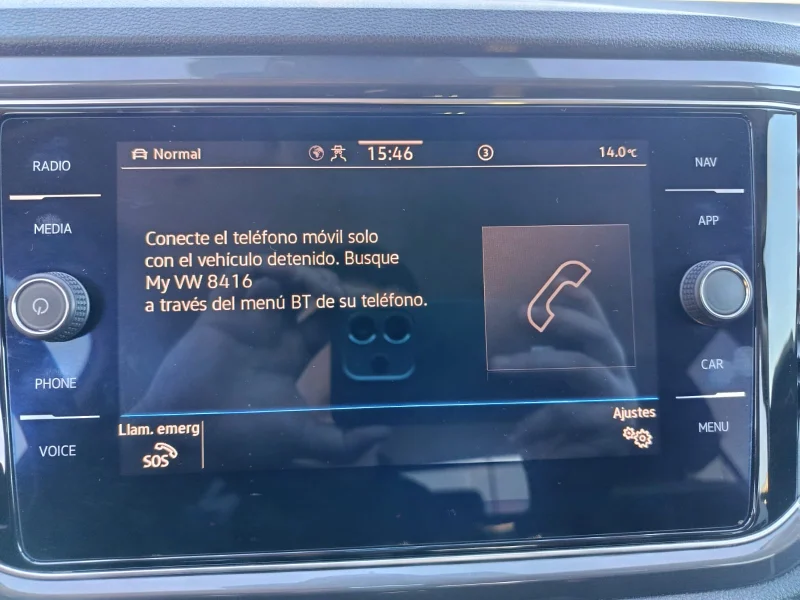 RADIO
MEDIA
PHONE
VOICE
Normal
15:46
3
14.0°C
Conecte el teléfono móvil solo
con el vehículo detenido. Busque
My VW 8416
a través del menú BT de su teléfono.
Llam. emerg
SOS
Ajustes
NAV
APP
CAR
MENU